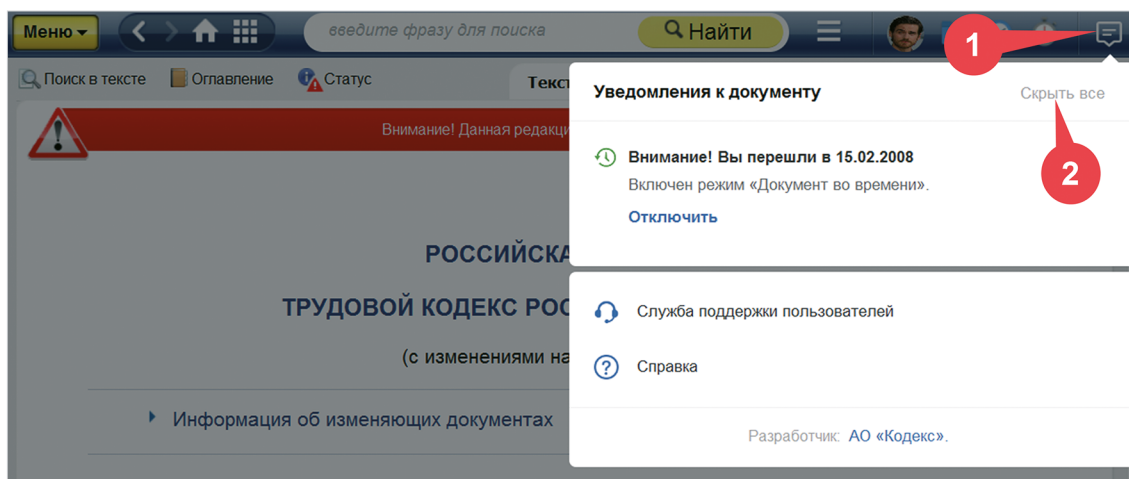 Меню
введите фразу для поиска
Найти
1
Поиск в тексте
Оглавление
Статус
Текс
Уведомления к документу
Скрыть все
2
Внимание! Данная редакци
Внимание! Вы перешли в 15.02.2008
Включен режим «Документ во времени».
Отключить
РОССИЙСКА
ТРУДОВОЙ КОДЕКС РОС
(с изменениями на
Информация об изменяющих документах
Служба поддержки пользователей
Справка
Разработчик: АО «Кодекс».